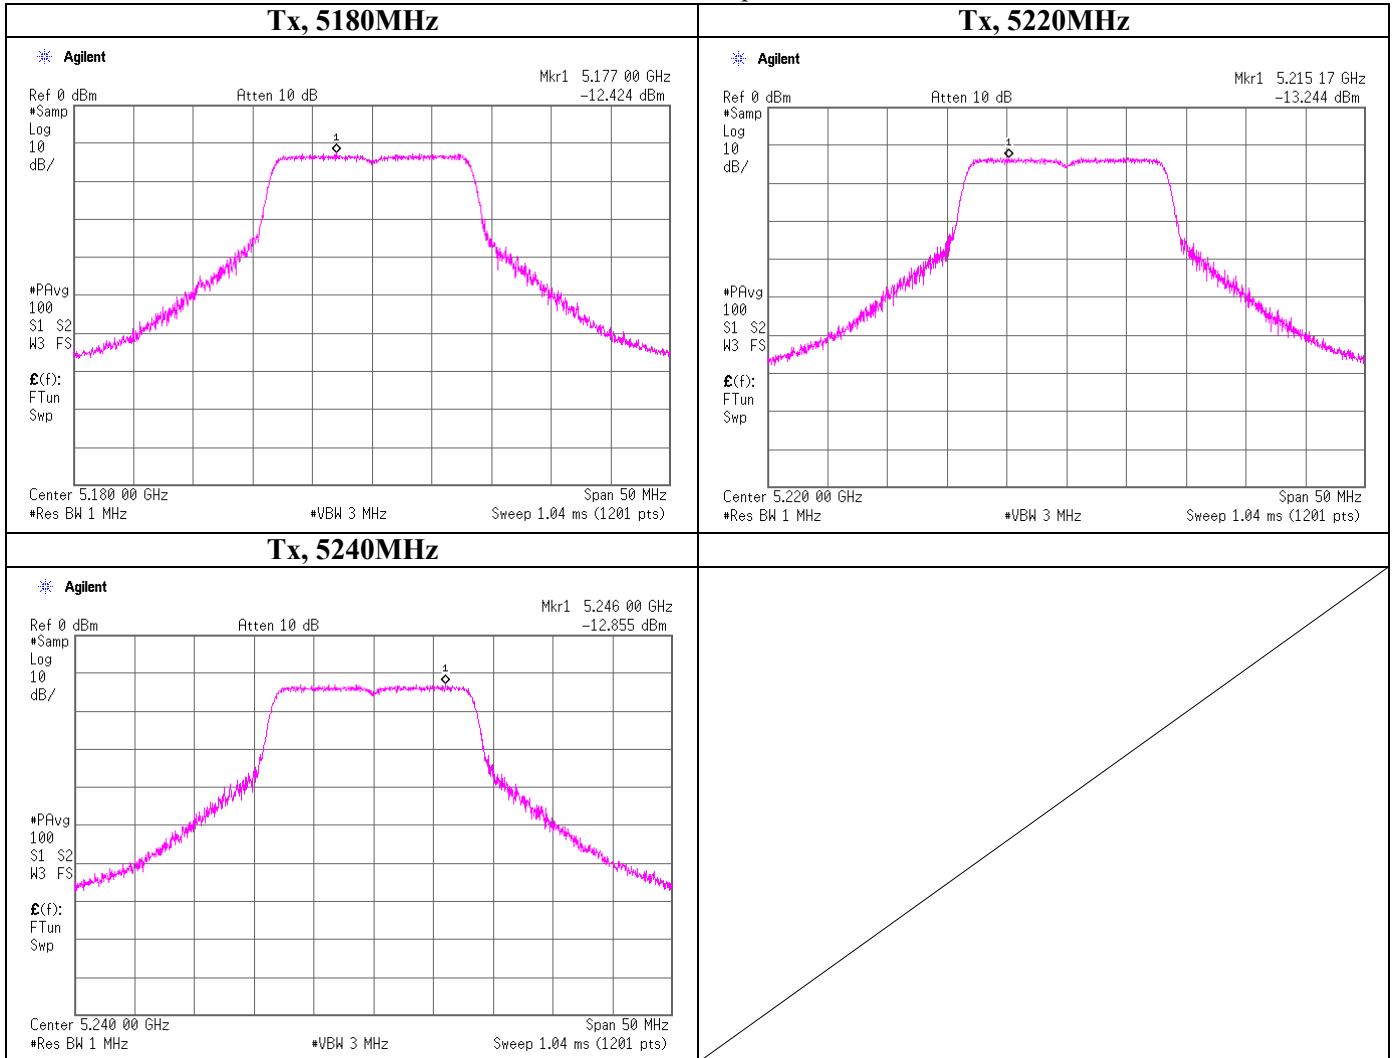 Tx, 5180MHz
Agilent
Mkr1 5.177 00 GHz
Ref 0 dBm Atten 10 dB -12.424 dBm
#Samp
Log
10
dB/
1
#PAvg
100
S1 S2
W3 FS
£(f):
FTun
Swp
Center 5.180 00 GHz Span 50 MHz
#Res BW 1 MHz #VBW 3 MHz Sweep 1.04 ms (1201 pts)
Tx, 5220MHz
Agilent
Mkr1 5.215 17 GHz
Ref 0 dBm Atten 10 dB -13.244 dBm
#Samp
Log
10
dB/
1
#PAvg
100
S1 S2
W3 FS
£(f):
FTun
Swp
Center 5.220 00 GHz Span 50 MHz
#Res BW 1 MHz #VBW 3 MHz Sweep 1.04 ms (1201 pts)
Tx, 5240MHz
Agilent
Mkr1 5.246 00 GHz
Ref 0 dBm Atten 10 dB -12.855 dBm
#Samp
Log
10
dB/
1
#PAvg
100
S1 S2
W3 FS
£(f):
FTun
Swp
Center 5.240 00 GHz Span 50 MHz
#Res BW 1 MHz #VBW 3 MHz Sweep 1.04 ms (1201 pts)